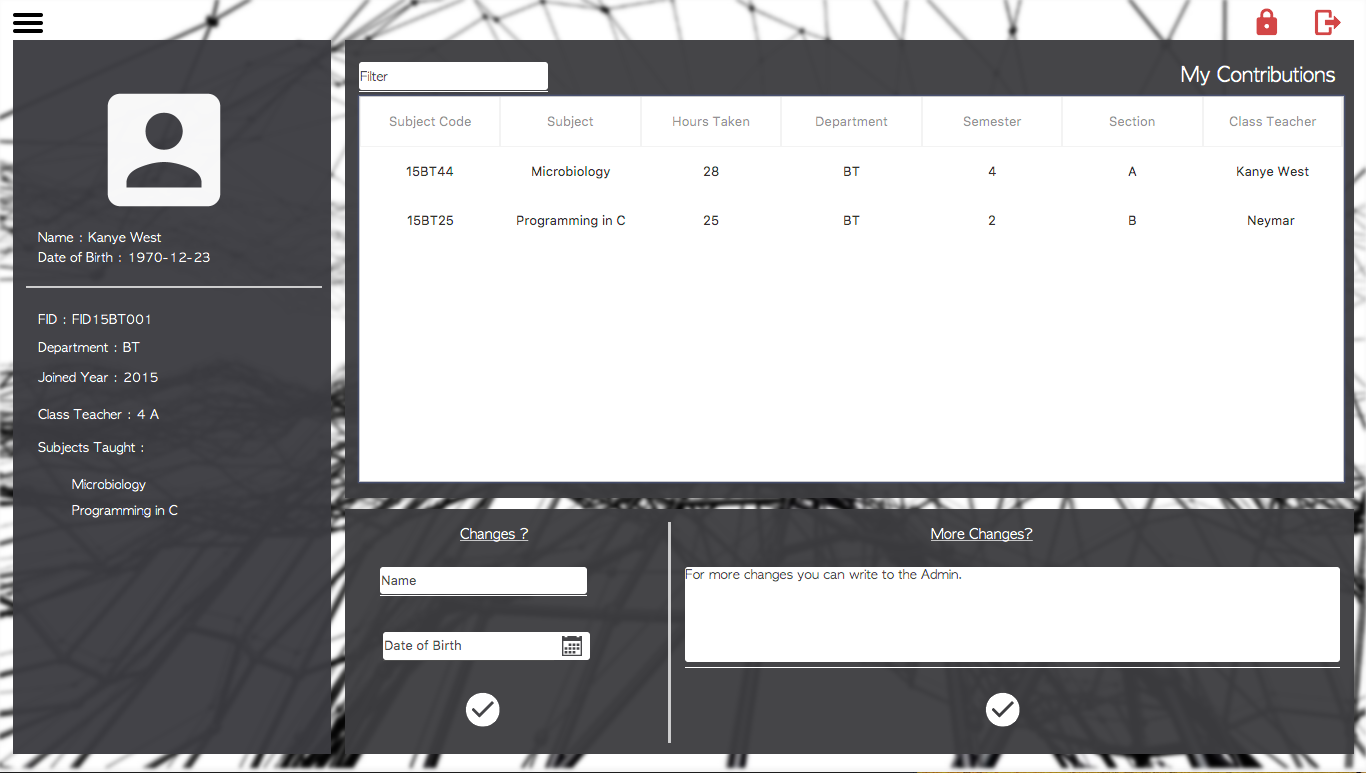 Name : Kanye West
Date of Birth : 1970-12-23
FID : FID15BT001
Department : BT
Joined Year : 2015
Class Teacher : 4 A
Subjects Taught :
Microbiology
Programming in C
Filter
My Contributions
Subject Code Subject Hours Taken Department Semester Section Class Teacher
15BT44 Microbiology 28 BT 4 A Kanye West
15BT25 Programming in C 25 BT 2 B Neymar
Changes ?
Name
Date of Birth
More Changes?
For more changes you can write to the Admin.